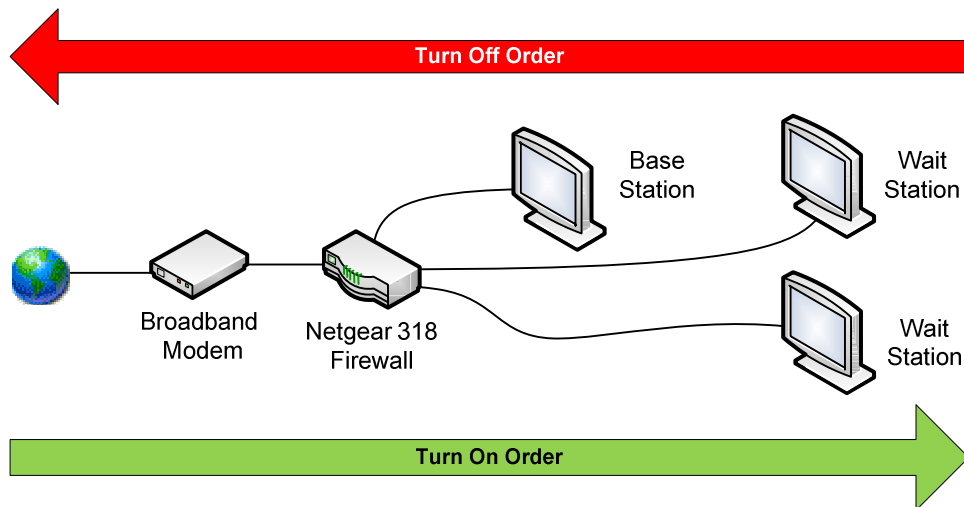 Turn Off Order
Base
Station
Wait
Station
Broadband
Modem
Netgear 318
Firewall
Wait
Station
Turn On Order